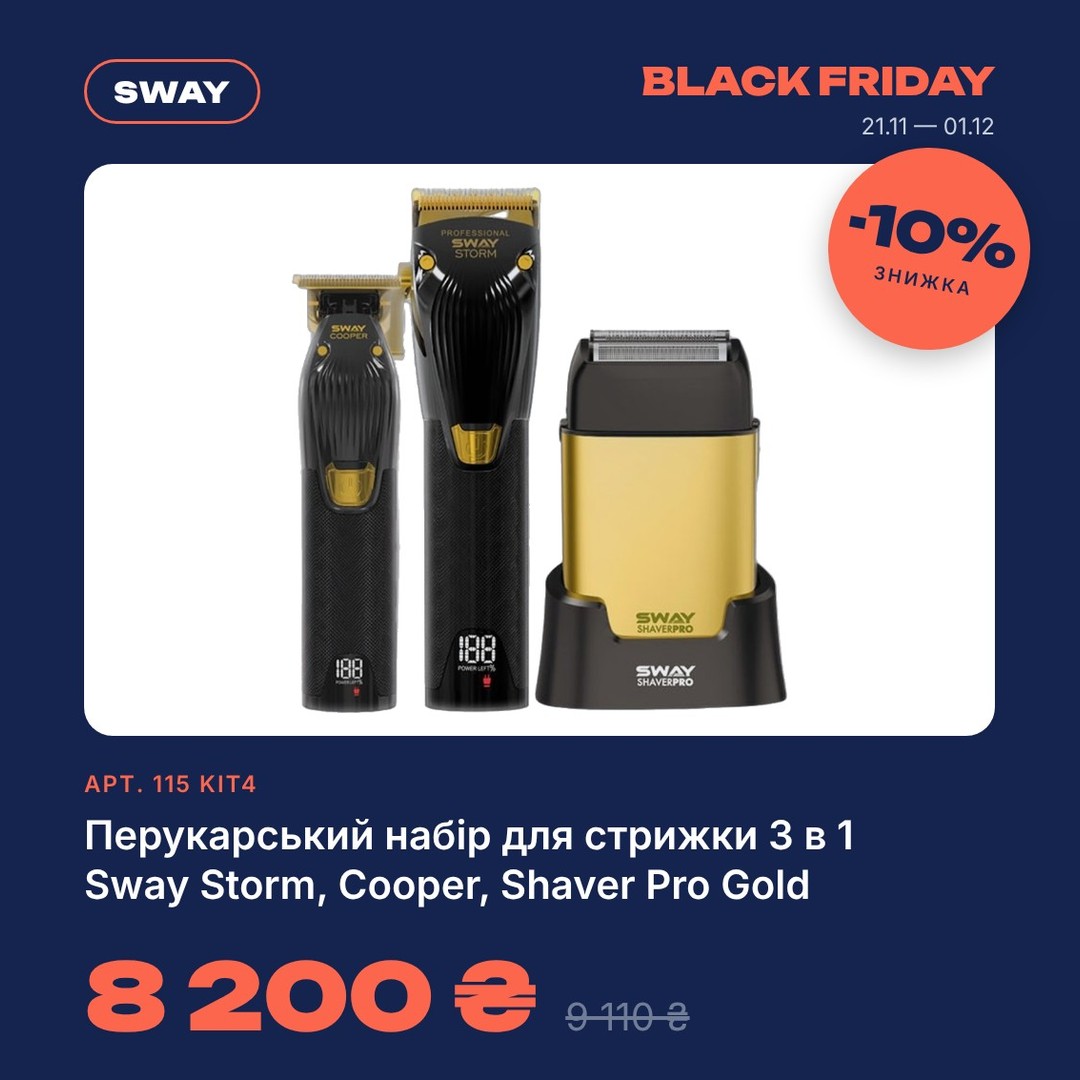 SWAY
BLACK FRIDAY
21.11 — 01.12
-10%
ЗНИЖКА
PROFESSIONAL
SWAY
STORM
SWAY
COOPER
188
POWER LEFT%
188
POWER LEFT%
SWAY
SHAVERPRO
SWAY
SHAVERPRO
АРТ. 115 KIT4
Перукарський набір для стрижки 3 в 1
Sway Storm, Cooper, Shaver Pro Gold
8 200 ₴ 9 110 ₴